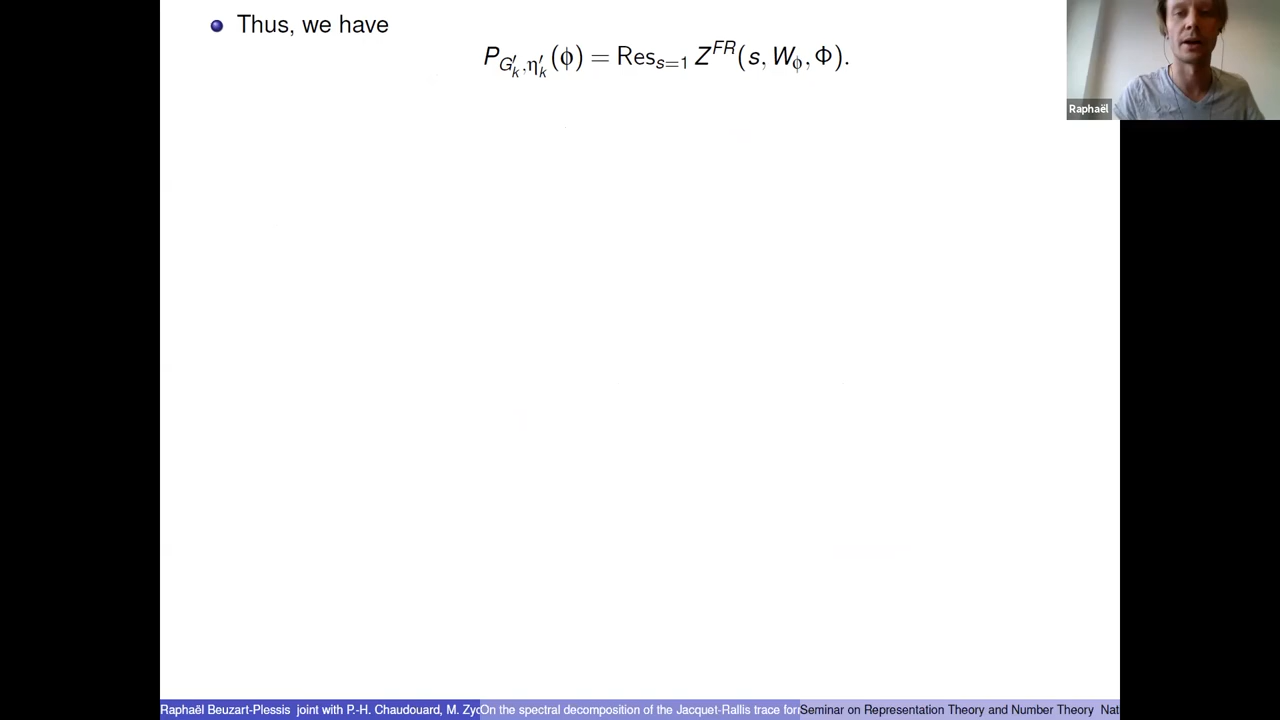 Thus, we have
P_{G'_k,η'_k}(ϕ) = Res_{s=1} Z^{FR}(s, W_ϕ, Φ).
Raphaël
Raphaël Beuzart-Plessis joint with P.-H. Chaudouard, M. Zyd
On the spectral decomposition of the Jacquet-Rallis trace for
Seminar on Representation Theory and Number Theory Nat